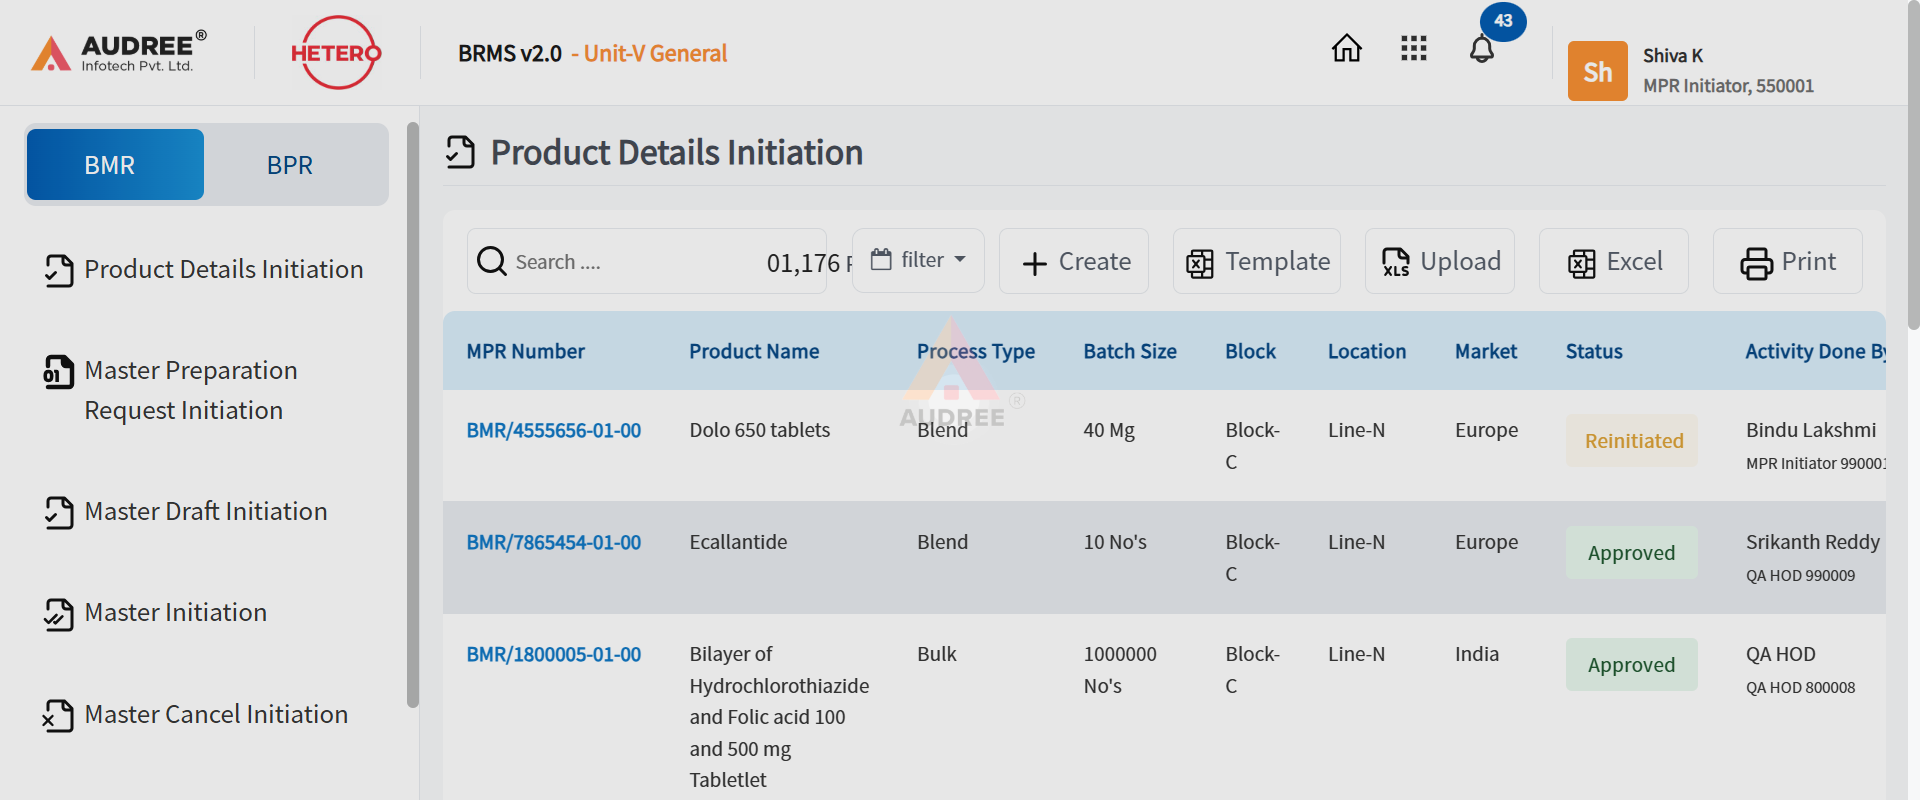 AUDREE®
Infotech Pvt. Ltd.
HETERO
BRMS v2.0 - Unit-V General
43
Sh
Shiva K
MPR Initiator, 550001
BMR
BPR
Product Details Initiation
Master Preparation
Request Initiation
Master Draft Initiation
Master Initiation
Master Cancel Initiation
Product Details Initiation
Search ....
01,176
filter
Create
Template
XLS
Upload
Excel
Print
MPR Number Product Name Process Type Batch Size Block Location Market Status Activity Done By
AUDREE®
BMR/4555656-01-00 Dolo 650 tablets Blend 40 Mg Block- Line-N Europe Reinitiated Bindu Lakshmi
C MPR Initiator 990001
BMR/7865454-01-00 Ecallantide Blend 10 No's Block- Line-N Europe Approved Srikanth Reddy
C QA HOD 990009
BMR/1800005-01-00 Bilayer of Bulk 1000000 Block- Line-N India Approved QA HOD
Hydrochlorothiazide No's C QA HOD 800008
and Folic acid 100
and 500 mg
Tabletlet